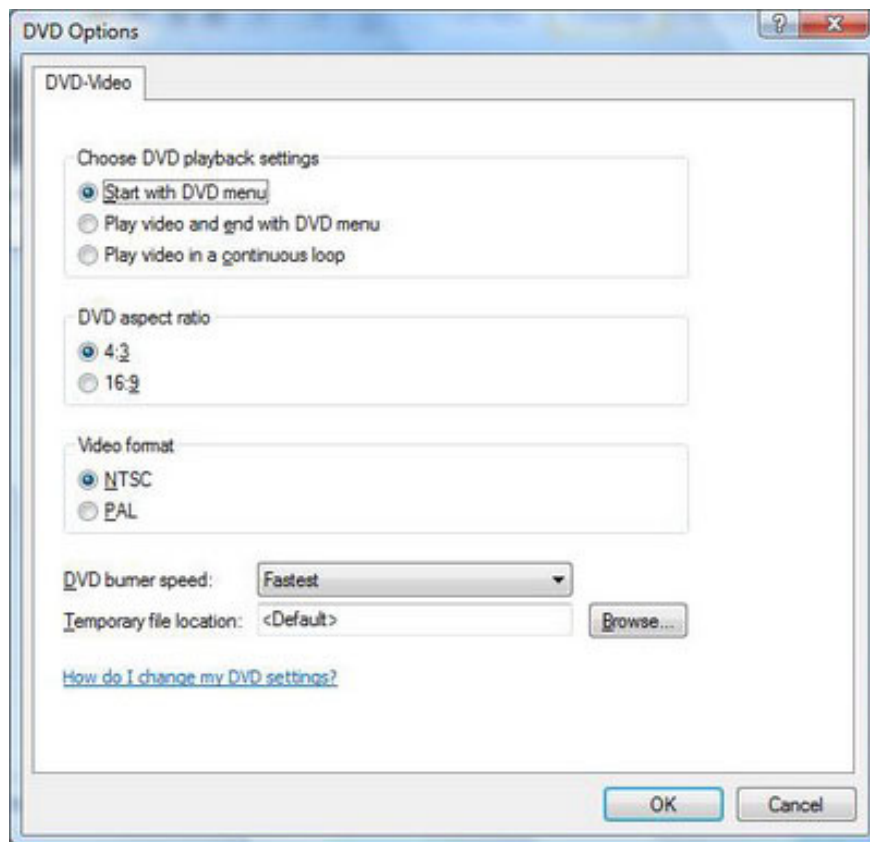 DVD Options
DVD-Video
Choose DVD playback settings
Start with DVD menu
Play video and end with DVD menu
Play video in a continuous loop
DVD aspect ratio
4:3
16:9
Video format
NTSC
PAL
DVD burner speed: Fastest
Temporary file location: <Default> Browse...
How do I change my DVD settings?
OK Cancel